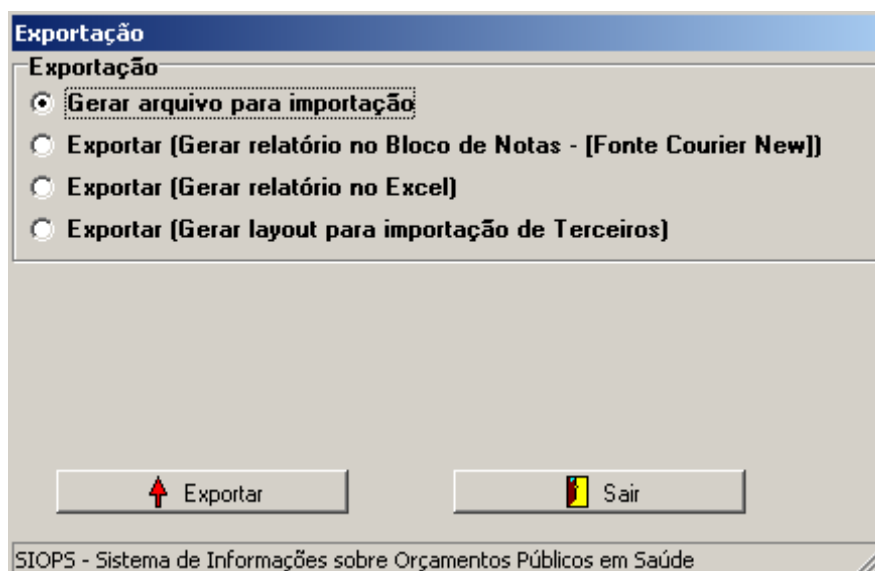 Exportação
Exportação
Gerar arquivo para importação
Exportar (Gerar relatório no Bloco de Notas - [Fonte Courier New])
Exportar (Gerar relatório no Excel)
Exportar (Gerar layout para importação de Terceiros)
Exportar
Sair
SIOPS - Sistema de Informações sobre Orçamentos Públicos em Saúde